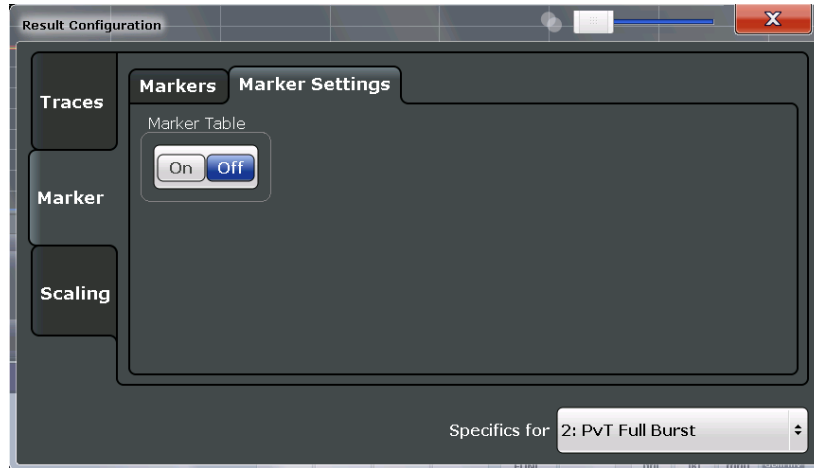 Result Configuration
X
Traces
Marker
Scaling
Markers Marker Settings
Marker Table
On Off
Specifics for 2: PvT Full Burst